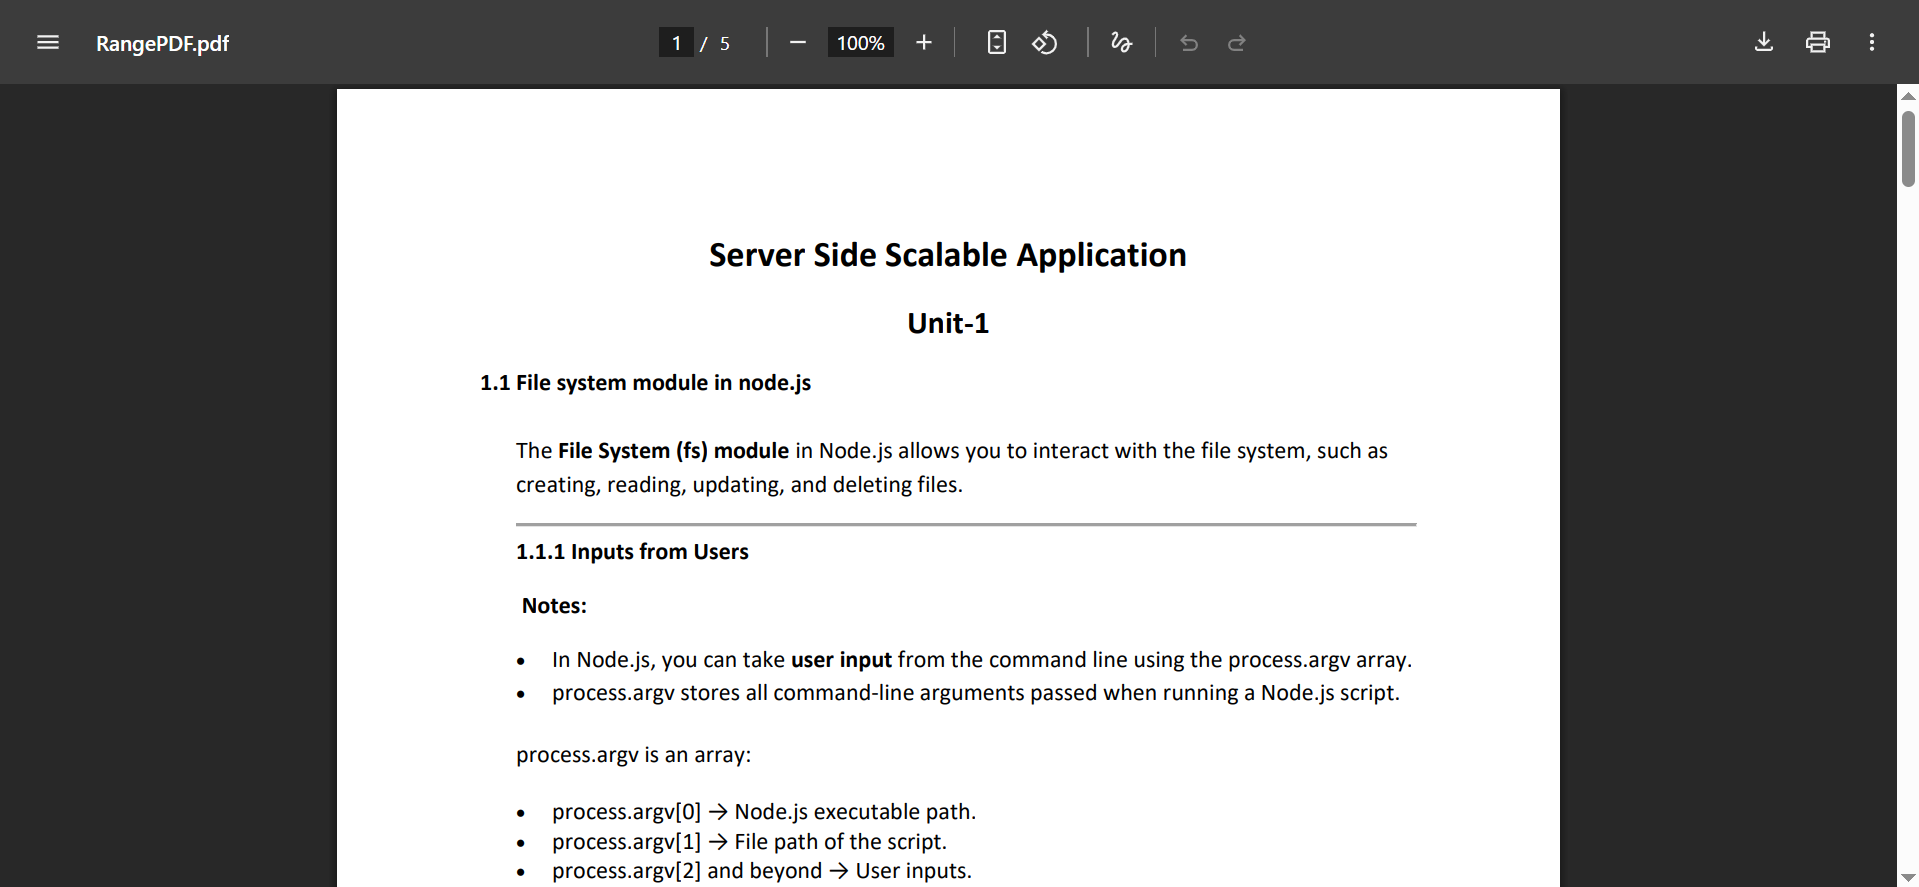 RangePDF.pdf
1 / 5
100%
Server Side Scalable Application
Unit-1
1.1 File system module in node.js
The File System (fs) module in Node.js allows you to interact with the file system, such as
creating, reading, updating, and deleting files.
1.1.1 Inputs from Users
Notes:
• In Node.js, you can take user input from the command line using the process.argv array.
• process.argv stores all command-line arguments passed when running a Node.js script.
process.argv is an array:
• process.argv[0] → Node.js executable path.
• process.argv[1] → File path of the script.
• process.argv[2] and beyond → User inputs.